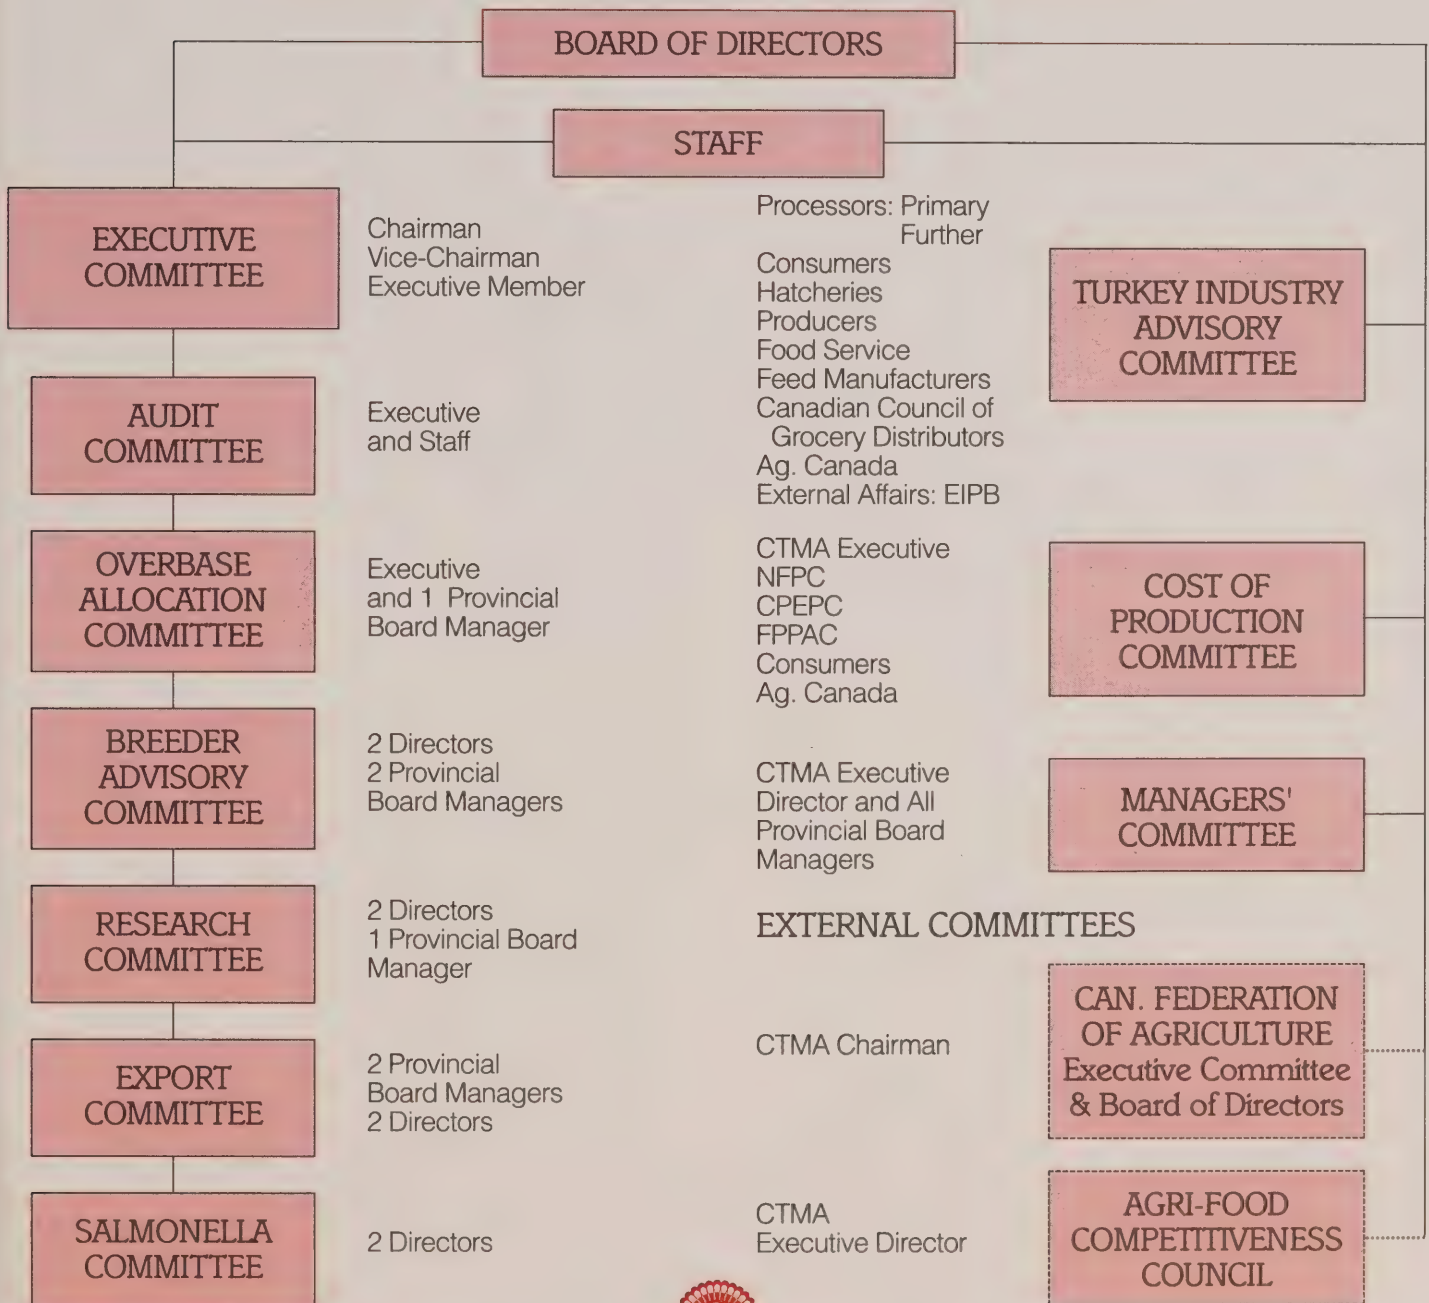 BOARD OF DIRECTORS
STAFF
EXECUTIVE
COMMITTEE
Chairman
Vice-Chairman
Executive Member
AUDIT
COMMITTEE
Executive
and Staff
OVERBASE
ALLOCATION
COMMITTEE
Executive
and 1 Provincial
Board Manager
BREEDER
ADVISORY
COMMITTEE
2 Directors
2 Provincial
Board Managers
RESEARCH
COMMITTEE
2 Directors
1 Provincial Board
Manager
EXPORT
COMMITTEE
2 Provincial
Board Managers
2 Directors
SALMONELLA
COMMITTEE
2 Directors
Processors: Primary
Further
Consumers
Hatcheries
Producers
Food Service
Feed Manufacturers
Canadian Council of
Grocery Distributors
Ag. Canada
External Affairs: EIPB
TURKEY INDUSTRY
ADVISORY
COMMITTEE
CTMA Executive
NFPC
CPEPC
FPPAC
Consumers
Ag. Canada
COST OF
PRODUCTION
COMMITTEE
CTMA Executive
Director and All
Provincial Board
Managers
MANAGERS'
COMMITTEE
EXTERNAL COMMITTEES
CTMA Chairman
CAN. FEDERATION
OF AGRICULTURE
Executive Committee
& Board of Directors
CTMA
Executive Director
AGRI-FOOD
COMPETITIVENESS
COUNCIL